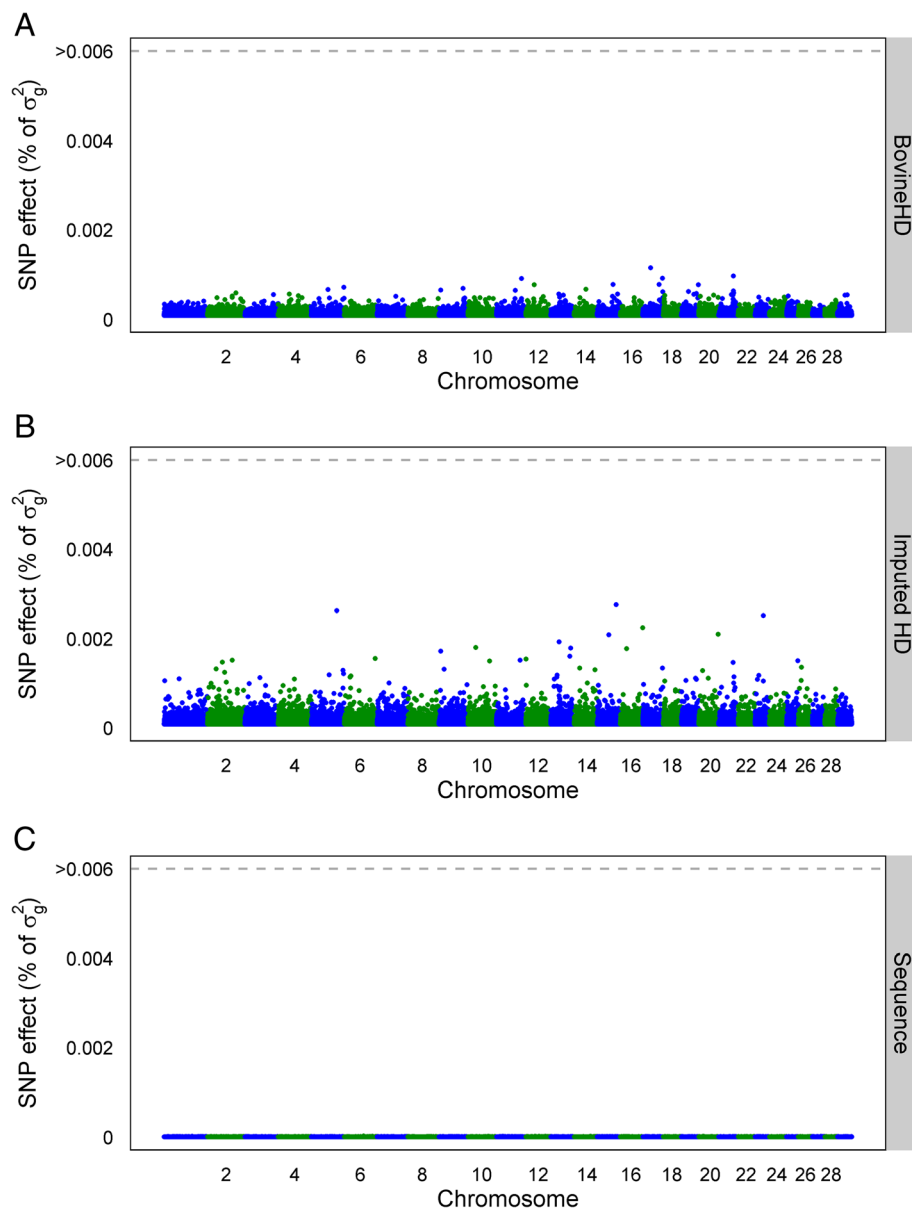 A
>0.006
0.004
0.002
0
SNP effect (% of σ²g)
BovineHD
2 4 6 8 10 12 14 16 18 20 22 24 26 28
Chromosome
B
>0.006
0.004
0.002
0
SNP effect (% of σ²g)
Imputed HD
2 4 6 8 10 12 14 16 18 20 22 24 26 28
Chromosome
C
>0.006
0.004
0.002
0
SNP effect (% of σ²g)
Sequence
2 4 6 8 10 12 14 16 18 20 22 24 26 28
Chromosome